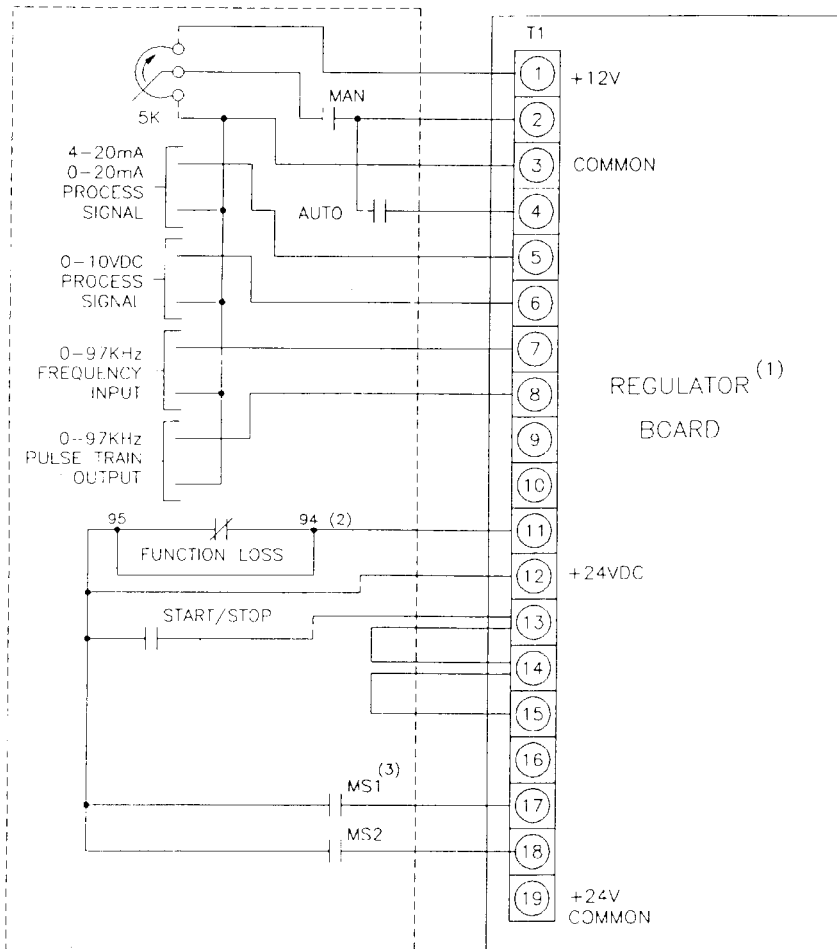 T1
1 +12V
5K
MAN
2
3 COMMON
4-20mA
0-20mA
PROCESS
SIGNAL
AUTO
4
5
0-10VDC
PROCESS
SIGNAL
6
0-97KHz
FREQUENCY
INPUT
7
8
REGULATOR (1)
BOARD
0-97KHz
PULSE TRAIN
OUTPUT
9
10
95
94 (2)
11
FUNCTION LOSS
12 +24VDC
START/STOP
13
14
15
16
MS1 (3)
17
MS2
18
19 +24V
COMMON